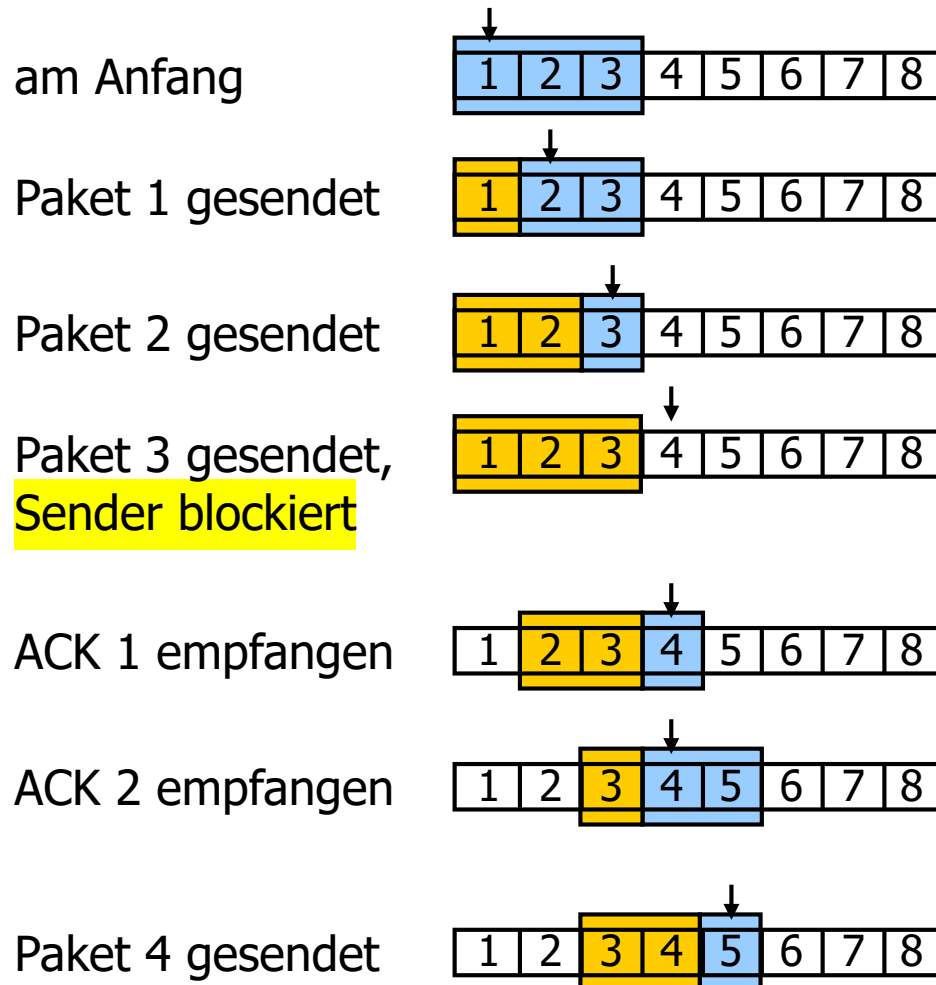 am Anfang 1 2 3 4 5 6 7 8
Paket 1 gesendet 1 2 3 4 5 6 7 8
Paket 2 gesendet 1 2 3 4 5 6 7 8
Paket 3 gesendet, 1 2 3 4 5 6 7 8
Sender blockiert
ACK 1 empfangen 1 2 3 4 5 6 7 8
ACK 2 empfangen 1 2 3 4 5 6 7 8
Paket 4 gesendet 1 2 3 4 5 6 7 8